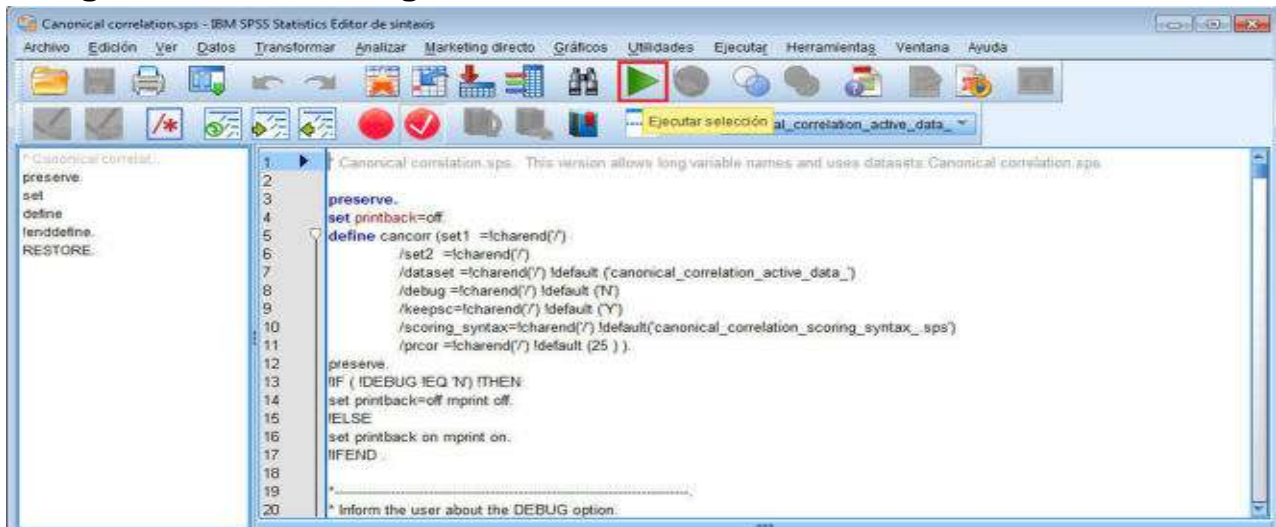 Canonical correlation.sps - IBM SPSS Statistics Editor de sintaxis
Archivo Edición Ver Datos Transformar Analizar Marketing directo Gráficos Utilidades Ejecutar Herramientas Ventana Ayuda
Ejecutar selección al_correlation_active_data_
* Canonical correlat...
preserve.
set
define
!enddefine.
RESTORE.
1 * Canonical correlation.sps. This version allows long variable names and uses datasets Canonical correlation.sps
2
3 preserve.
4 set printback=off.
5 define cancorr (set1 =!charend('/')
6 /set2 =!charend('/')
7 /dataset =!charend('/') !default ('canonical_correlation_active_data_')
8 /debug =!charend('/') !default ('N')
9 /keepsc=!charend('/') !default ('Y')
10 /scoring_syntax=!charend('/') !default('canonical_correlation_scoring_syntax_.sps')
11 /prcor =!charend('/') !default (25 ) ).
12 preserve.
13 !IF ( !DEBUG !EQ 'N') !THEN
14 set printback=off mprint off.
15 !ELSE
16 set printback on mprint on.
17 !IFEND .
18
19 *---------------------------------------------------------------------------.
20 * Inform the user about the DEBUG option.